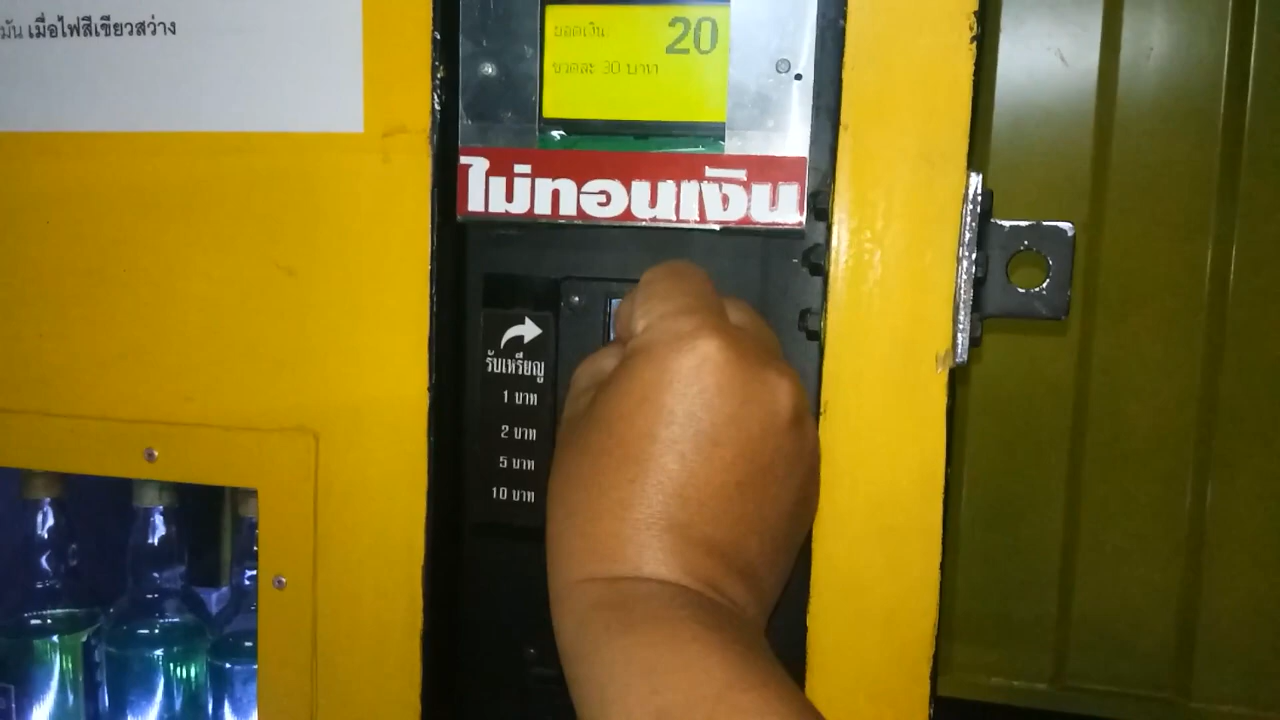 มัน เมื่อไฟสีเขียวสว่าง
ยอดเงิน: 20
ขวดละ 30 บาท
ไม่ทอนเงิน
รับเหรียญ
1 บาท
2 บาท
5 บาท
10 บาท